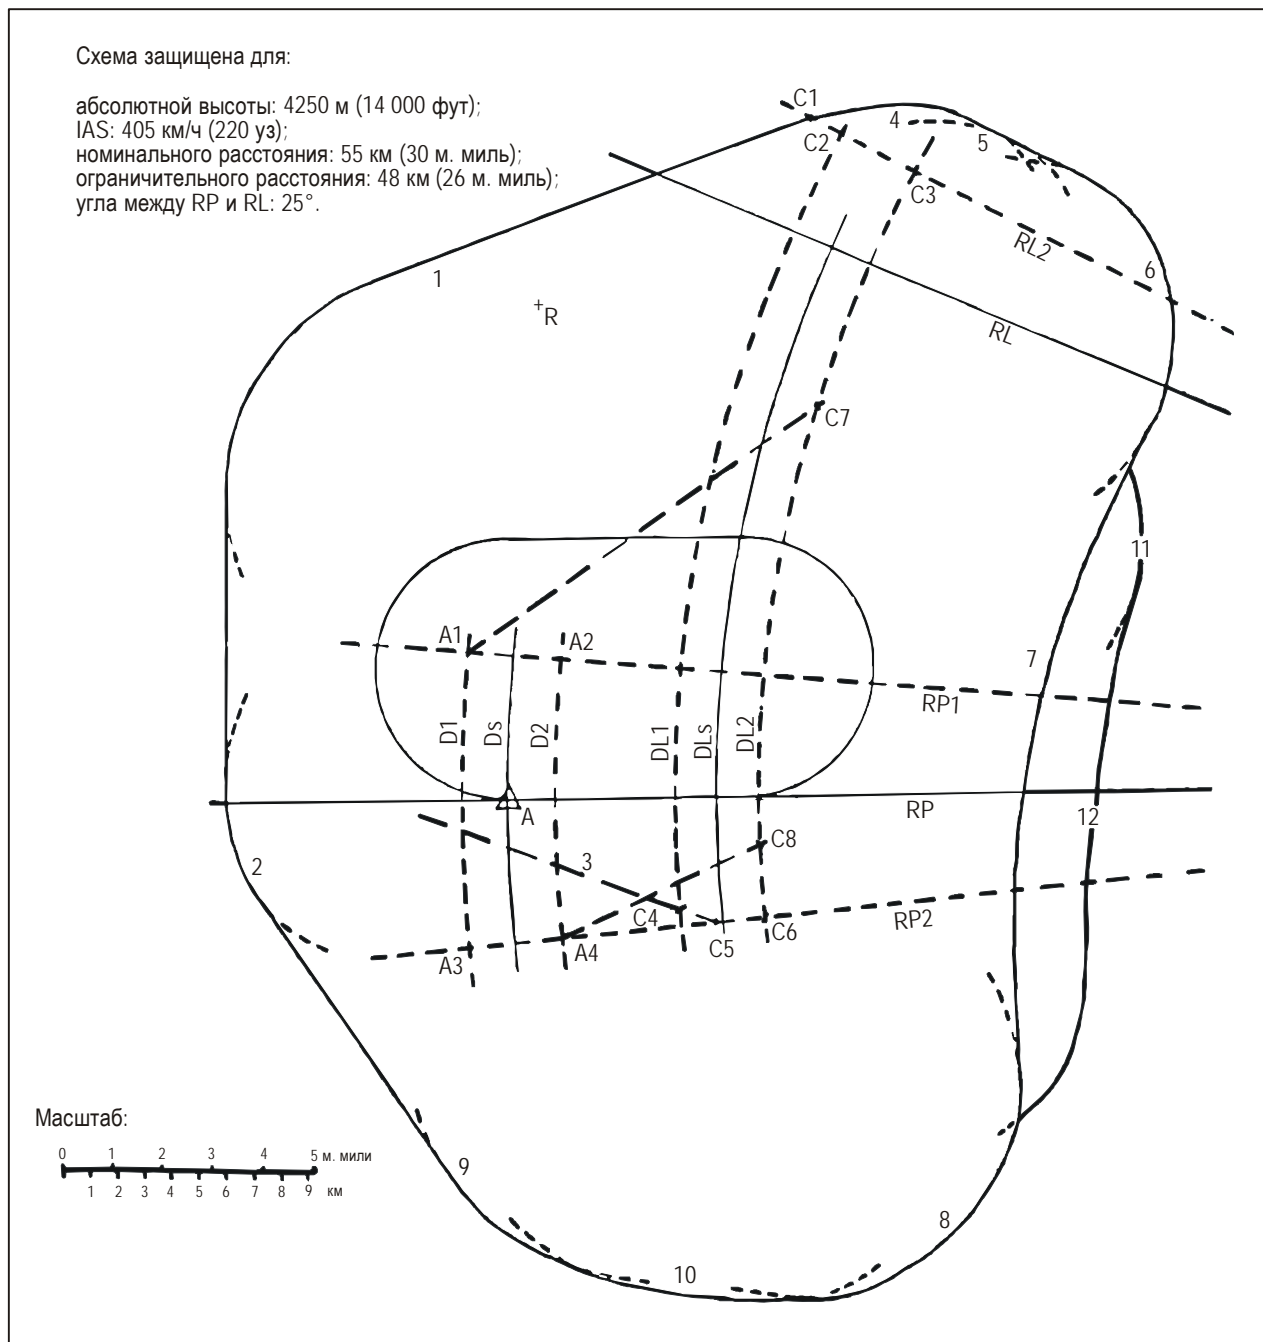 Схема защищена для:
абсолютной высоты: 4250 м (14 000 фут);
IAS: 405 км/ч (220 уз);
номинального расстояния: 55 км (30 м. миль);
ограничительного расстояния: 48 км (26 м. миль);
угла между RP и RL: 25°.
C1
4
C2
5
C3
RL2
6
1
+R
RL
C7
11
A1
A2
7
RP1
D1
Ds
D2
DL1
DLs
DL2
A
RP
12
2
3
C8
C4
C5
C6
RP2
A3
A4
Масштаб:
0 1 2 3 4 5 м. мили
1 2 3 4 5 6 7 8 9 км
9
8
10